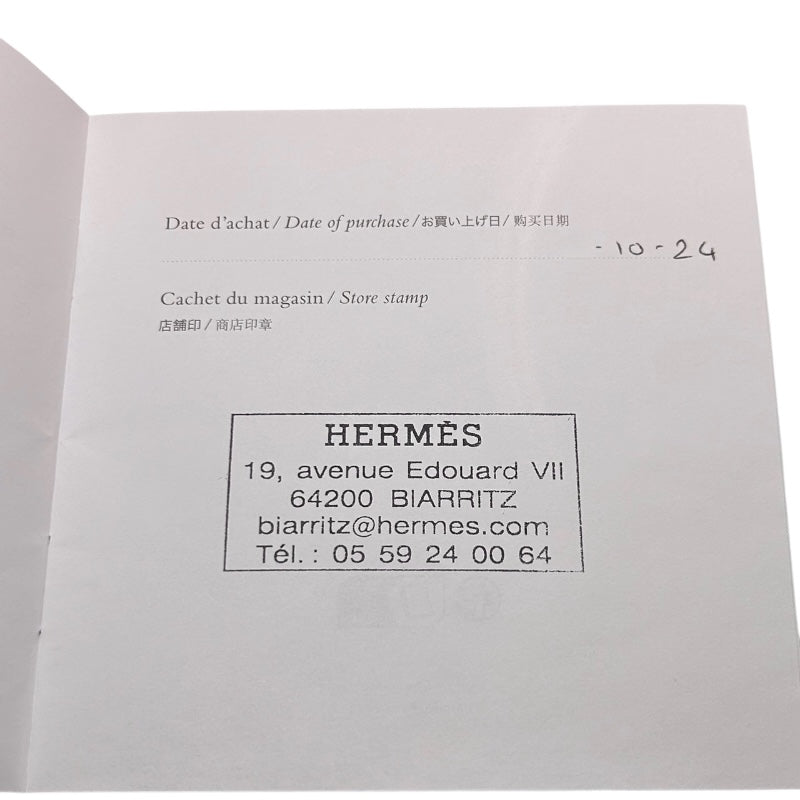 Date d'achat / Date of purchase / お買い上げ日 / 购买日期
-10-24
Cachet du magasin / Store stamp
店舗印 / 商店印章
HERMÈS
19, avenue Edouard VII
64200 BIARRITZ
biarritz@hermes.com
Tél. : 05 59 24 00 64